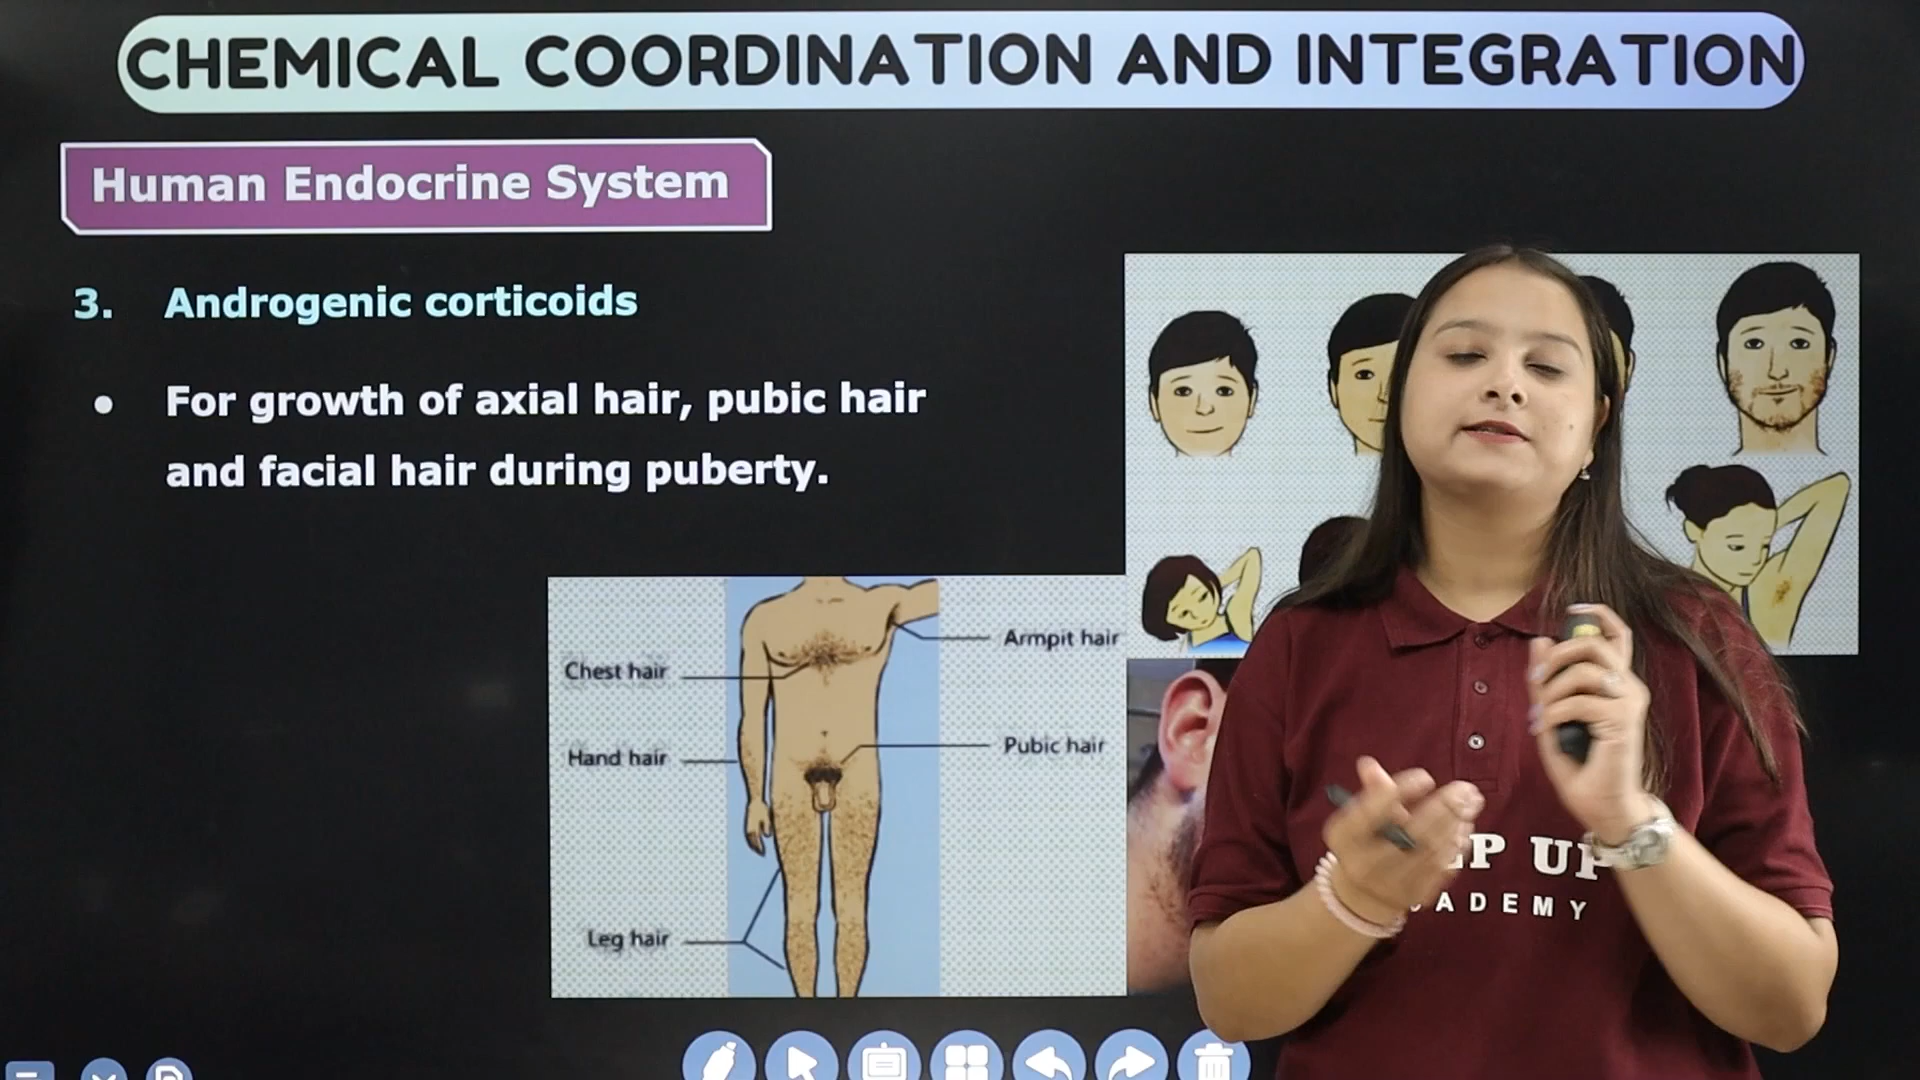 CHEMICAL COORDINATION AND INTEGRATION
Human Endocrine System
3. Androgenic corticoids
• For growth of axial hair, pubic hair
and facial hair during puberty.
Armpit hair
Chest hair
Pubic hair
Hand hair
Leg hair
UP